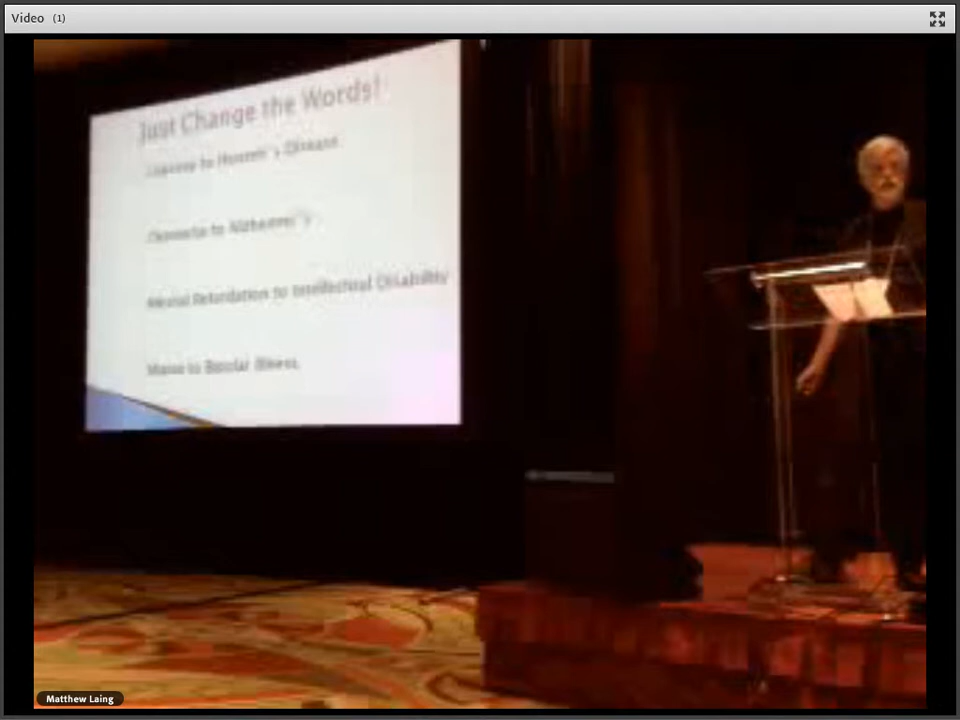 Video (1)
Just Change the Words!
Leprosy to Hansen's Disease
Dementia to Alzheimer's
Mental Retardation to Intellectual Disability
Manic to Bipolar Illness
Matthew Laing